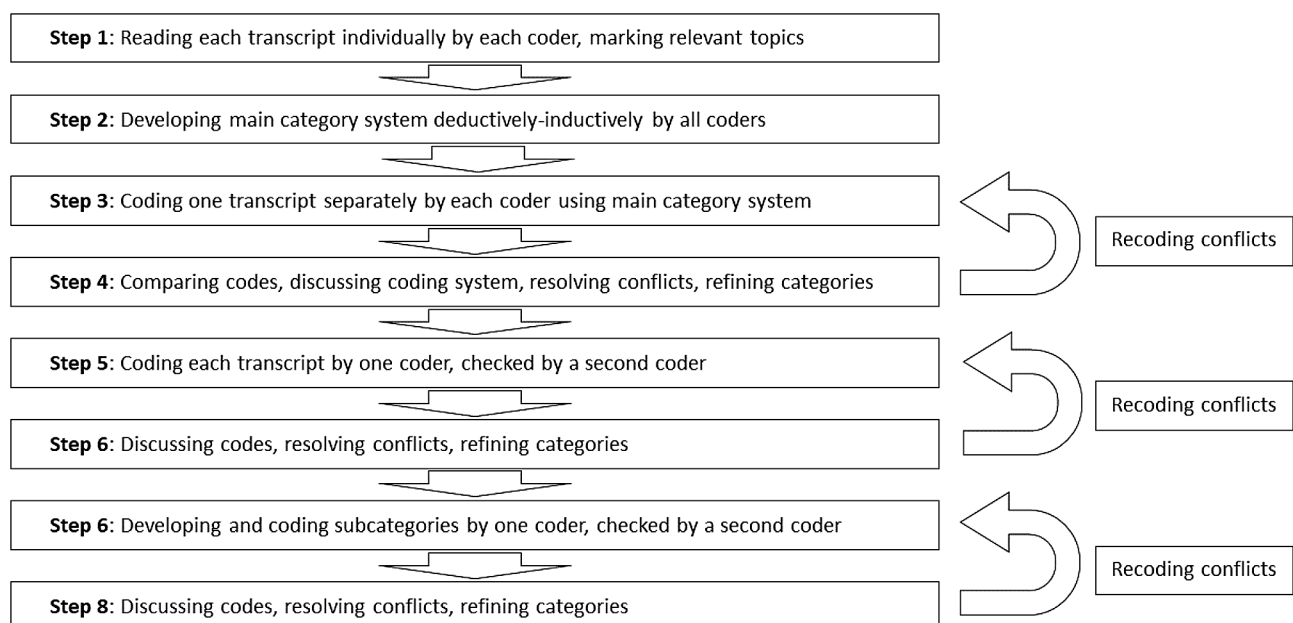 Step 1: Reading each transcript individually by each coder, marking relevant topics
Step 2: Developing main category system deductively-inductively by all coders
Step 3: Coding one transcript separately by each coder using main category system
Recoding conflicts
Step 4: Comparing codes, discussing coding system, resolving conflicts, refining categories
Step 5: Coding each transcript by one coder, checked by a second coder
Recoding conflicts
Step 6: Discussing codes, resolving conflicts, refining categories
Step 6: Developing and coding subcategories by one coder, checked by a second coder
Recoding conflicts
Step 8: Discussing codes, resolving conflicts, refining categories